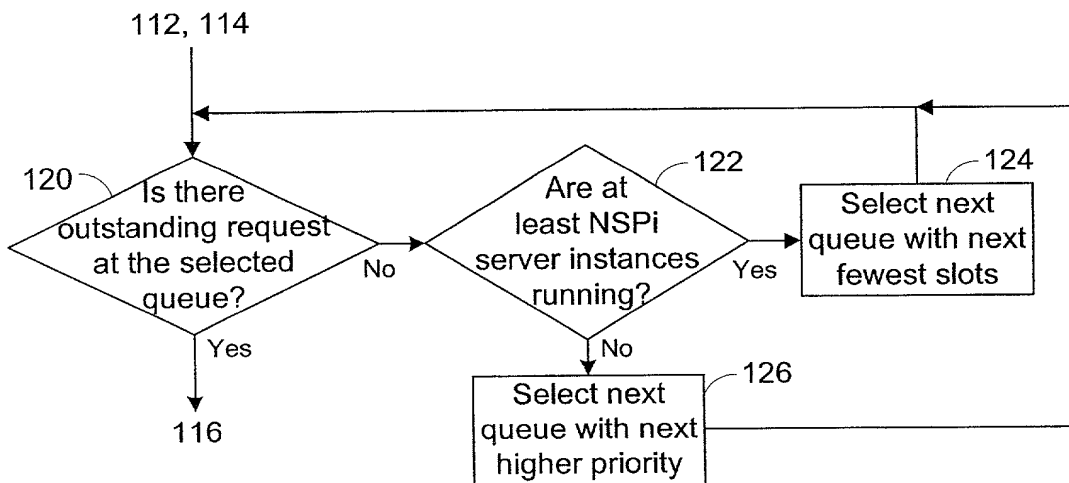 112, 114
120
Is there
outstanding request
at the selected
queue?
No
Yes
116
122
Are at
least NSPi
server instances
running?
Yes
No
124
Select next
queue with next
fewest slots
126
Select next
queue with next
higher priority